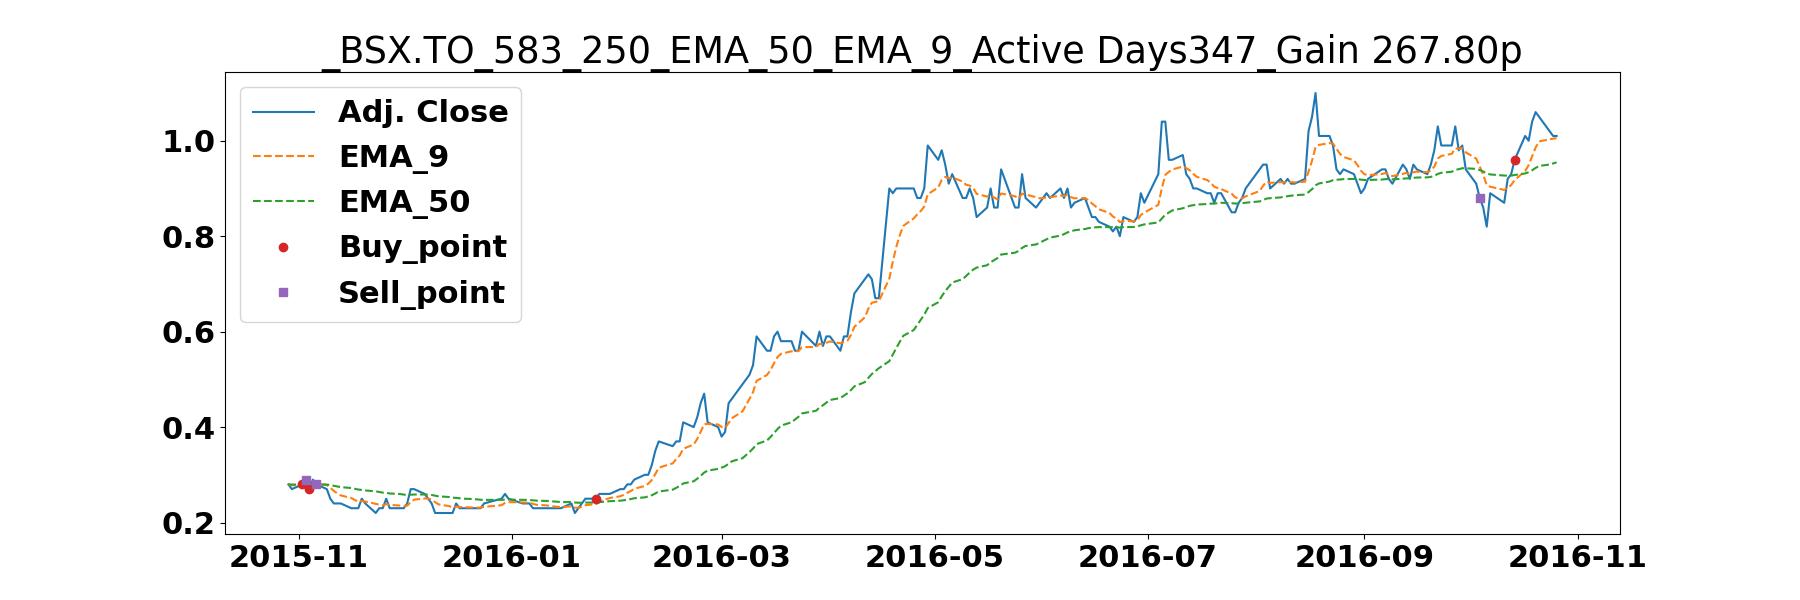 _BSX.TO_583_250_EMA_50_EMA_9_Active Days347_Gain 267.80p
Adj. Close
EMA_9
EMA_50
Buy_point
Sell_point
1.0
0.8
0.6
0.4
0.2
2015-11 2016-01 2016-03 2016-05 2016-07 2016-09 2016-11